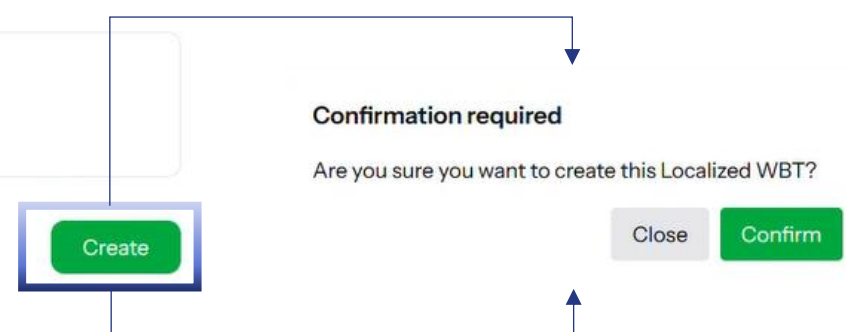 Confirmation required
Are you sure you want to create this Localized WBT?
Create
Close
Confirm